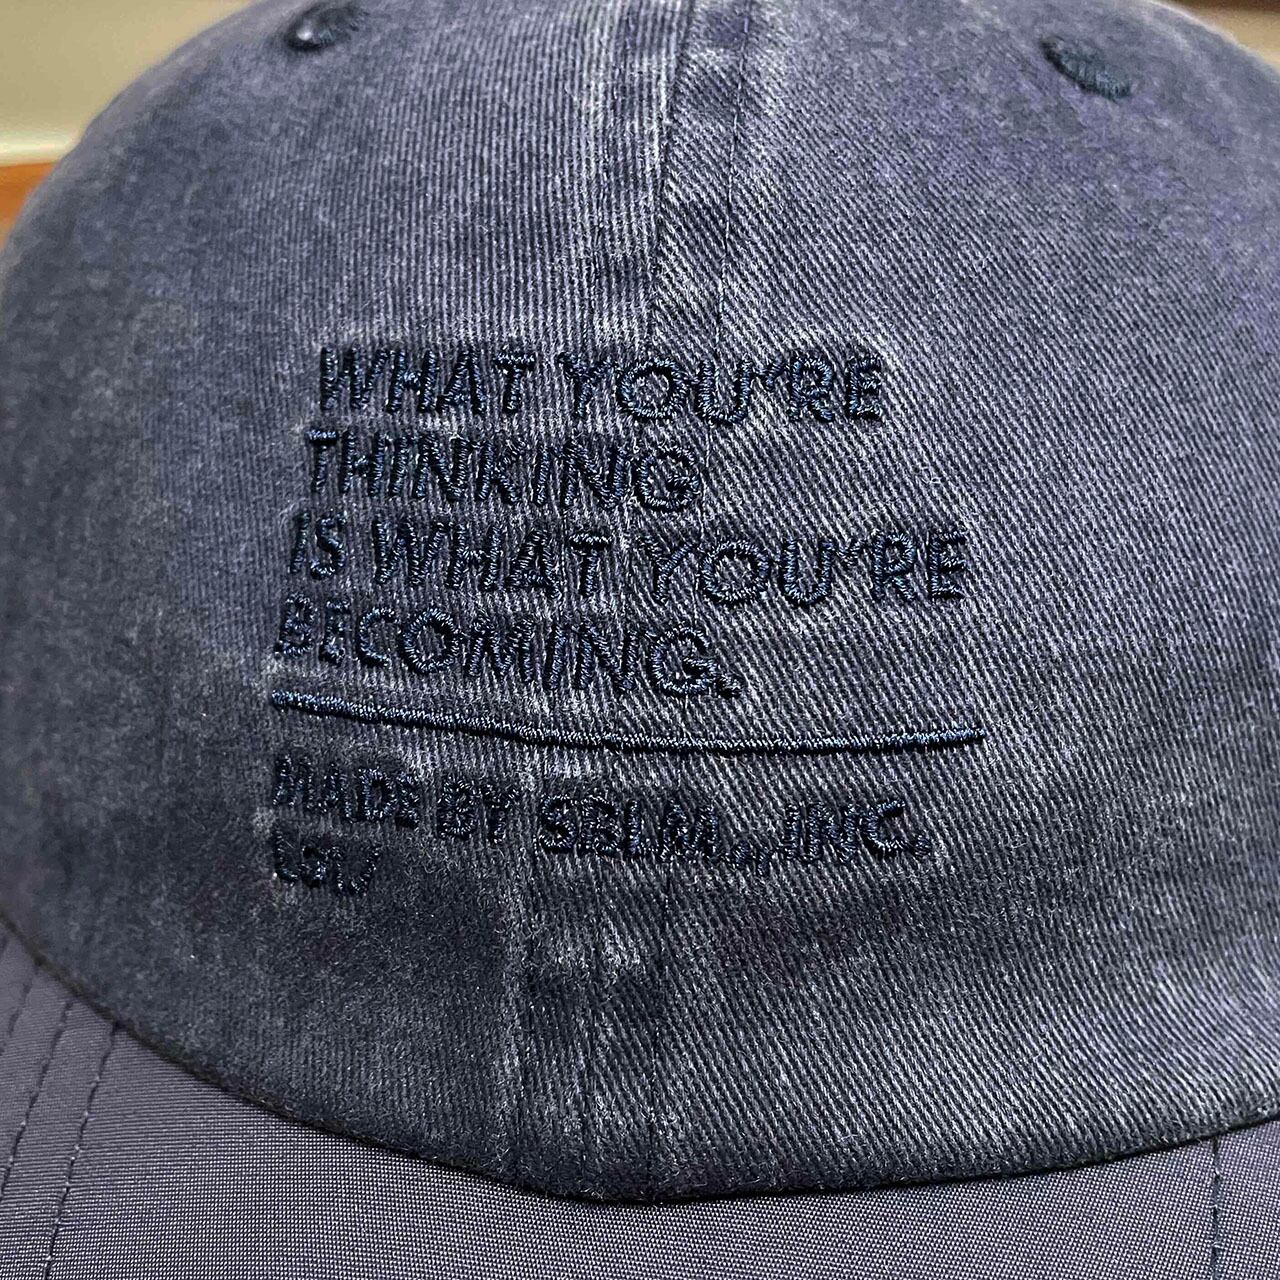 WHAT YOU'RE
THINKING
IS WHAT YOU'RE
BECOMING.
MADE BY SBLM., INC.